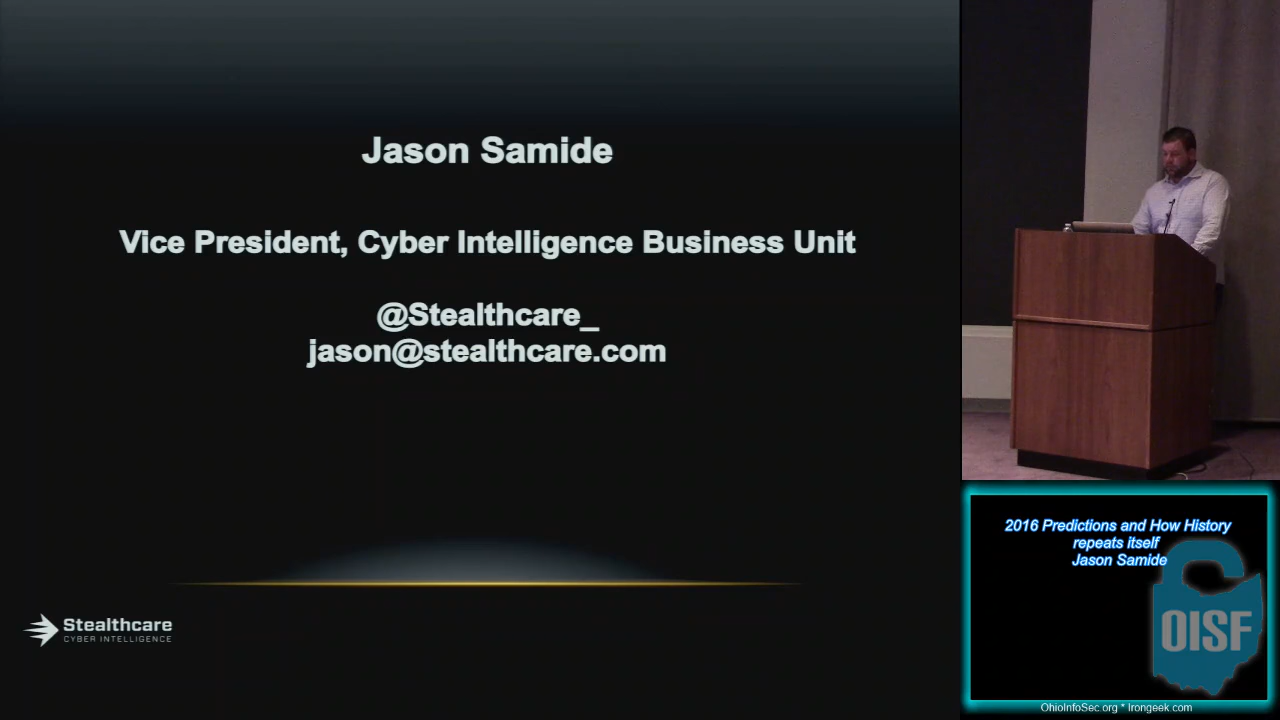 Jason Samide
Vice President, Cyber Intelligence Business Unit
@Stealthcare_
jason@stealthcare.com
Stealthcare
CYBER INTELLIGENCE
2016 Predictions and How History
repeats itself
Jason Samide
OISF
OhioInfoSec.org * Irongeek.com